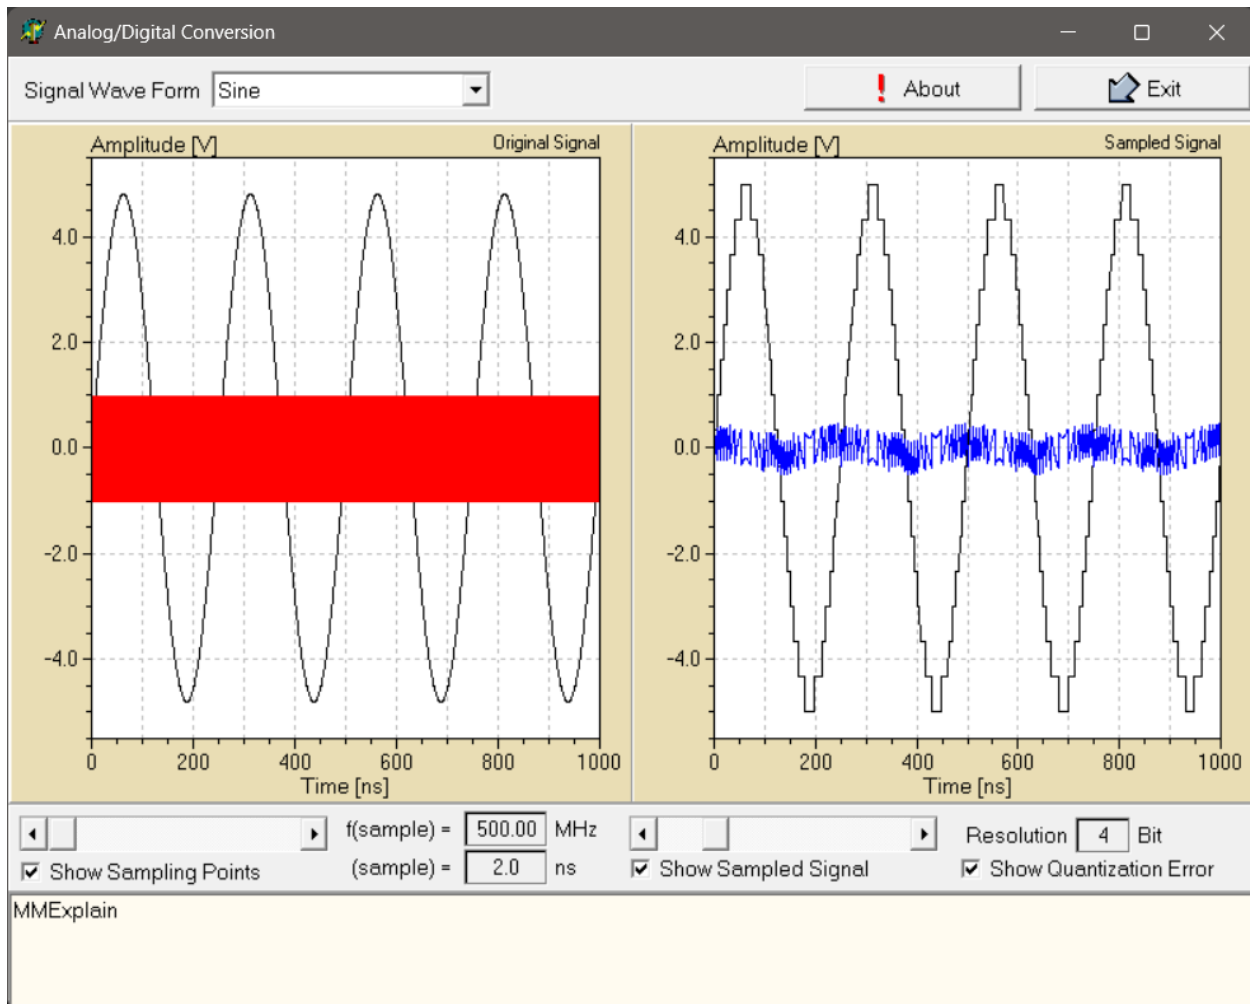 Analog/Digital Conversion
Signal Wave Form Sine
About
Exit
Amplitude [V]
Original Signal
4.0
2.0
0.0
-2.0
-4.0
0 200 400 600 800 1000
Time [ns]
Amplitude [V]
Sampled Signal
4.0
2.0
0.0
-2.0
-4.0
0 200 400 600 800 1000
Time [ns]
f(sample) = 500.00 MHz
Resolution 4 Bit
Show Sampling Points
(sample) = 2.0 ns
Show Sampled Signal
Show Quantization Error
MMExplain